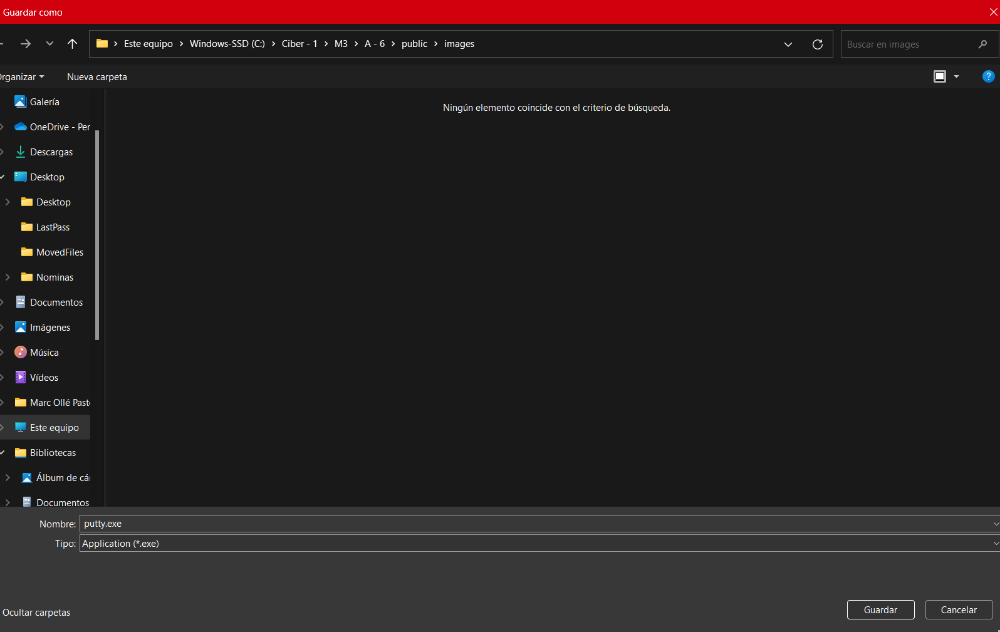 Guardar como
Este equipo > Windows-SSD (C:) > Ciber - 1 > M3 > A - 6 > public > images
Buscar en images
Organizar
Nueva carpeta
Galería
OneDrive - Per
Descargas
Desktop
Desktop
LastPass
MovedFiles
Nominas
Documentos
Imágenes
Música
Vídeos
Marc Ollé Past
Este equipo
Bibliotecas
Álbum de cá
Documentos
Ningún elemento coincide con el criterio de búsqueda.
Nombre: putty.exe
Tipo: Application (*.exe)
Ocultar carpetas
Guardar
Cancelar